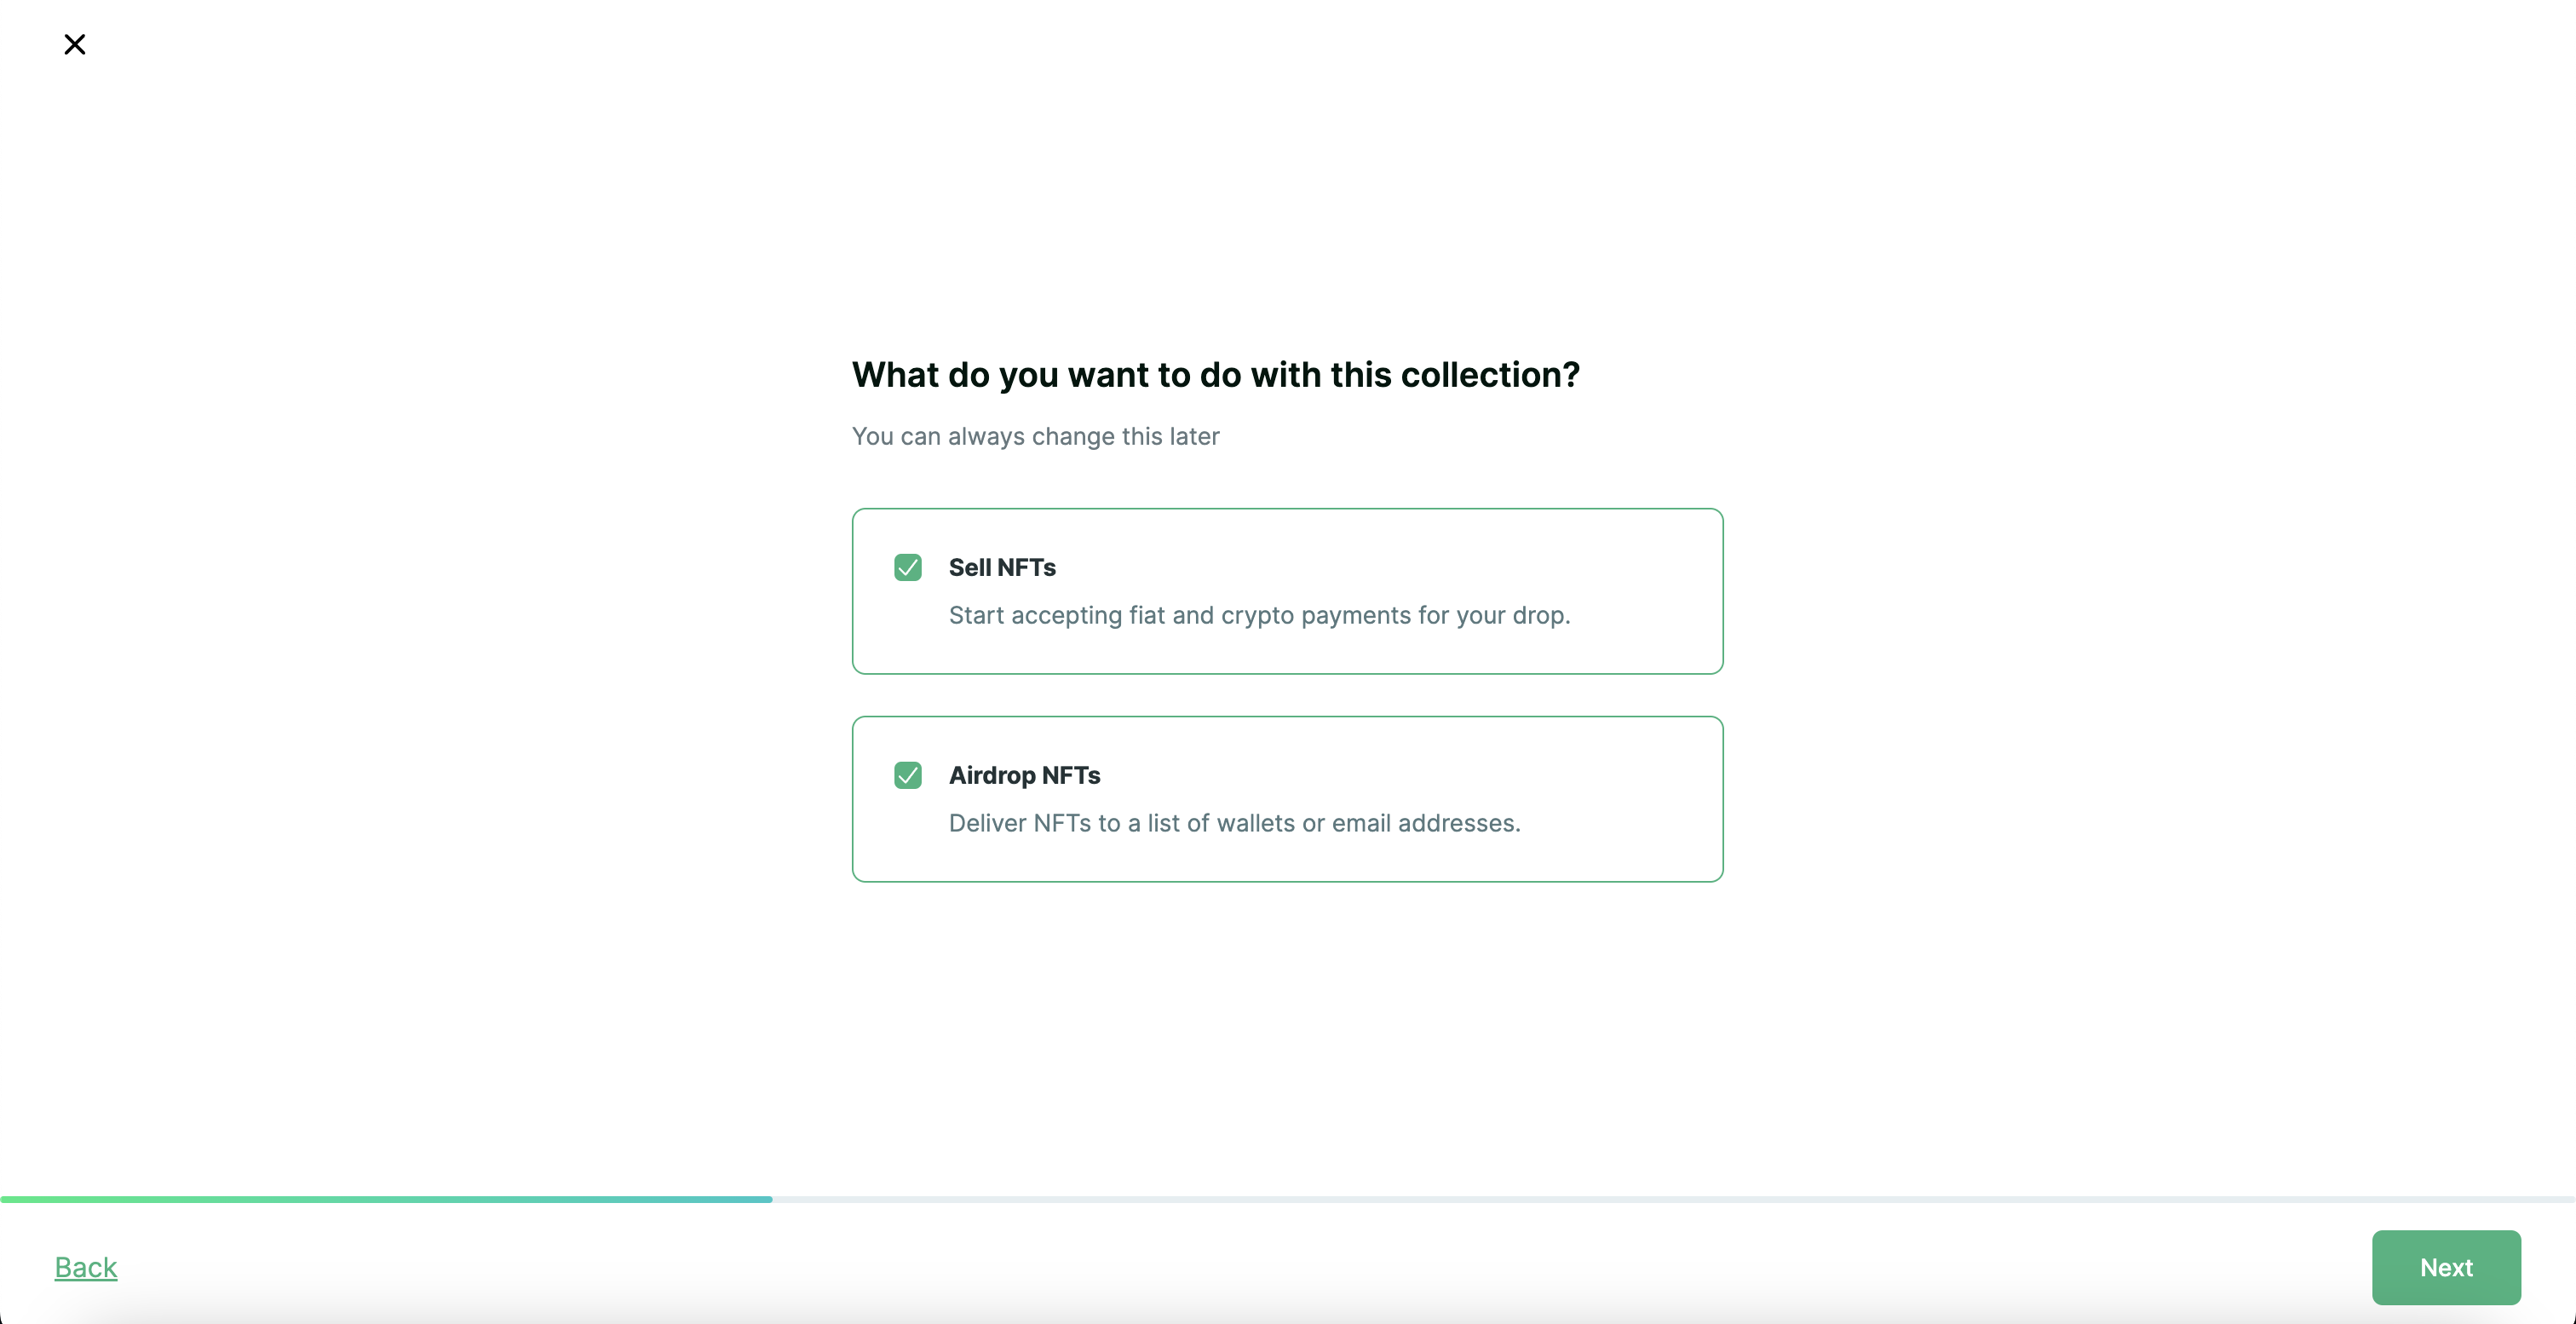 What do you want to do with this collection?
You can always change this later
Sell NFTs
Start accepting fiat and crypto payments for your drop.
Airdrop NFTs
Deliver NFTs to a list of wallets or email addresses.
Back
Next